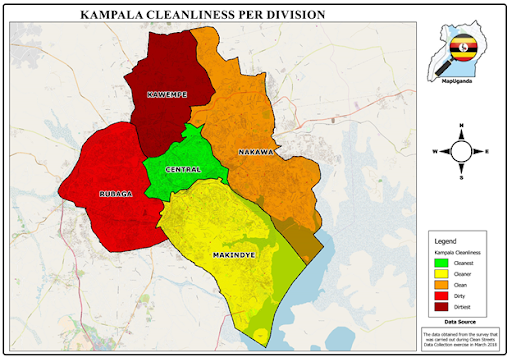 KAMPALA CLEANLINESS PER DIVISION
MapUganda
KAWEMPE
NAKAWA
CENTRAL
RUBAGA
MAKINDYE
N
W
E
S
Legend
Kampala Cleanliness
Cleanest
Cleaner
Clean
Dirty
Dirtiest
Data Source
The data obtained from the survey that
was carried out during Clean Streets
Data Collection exercise in March 2018